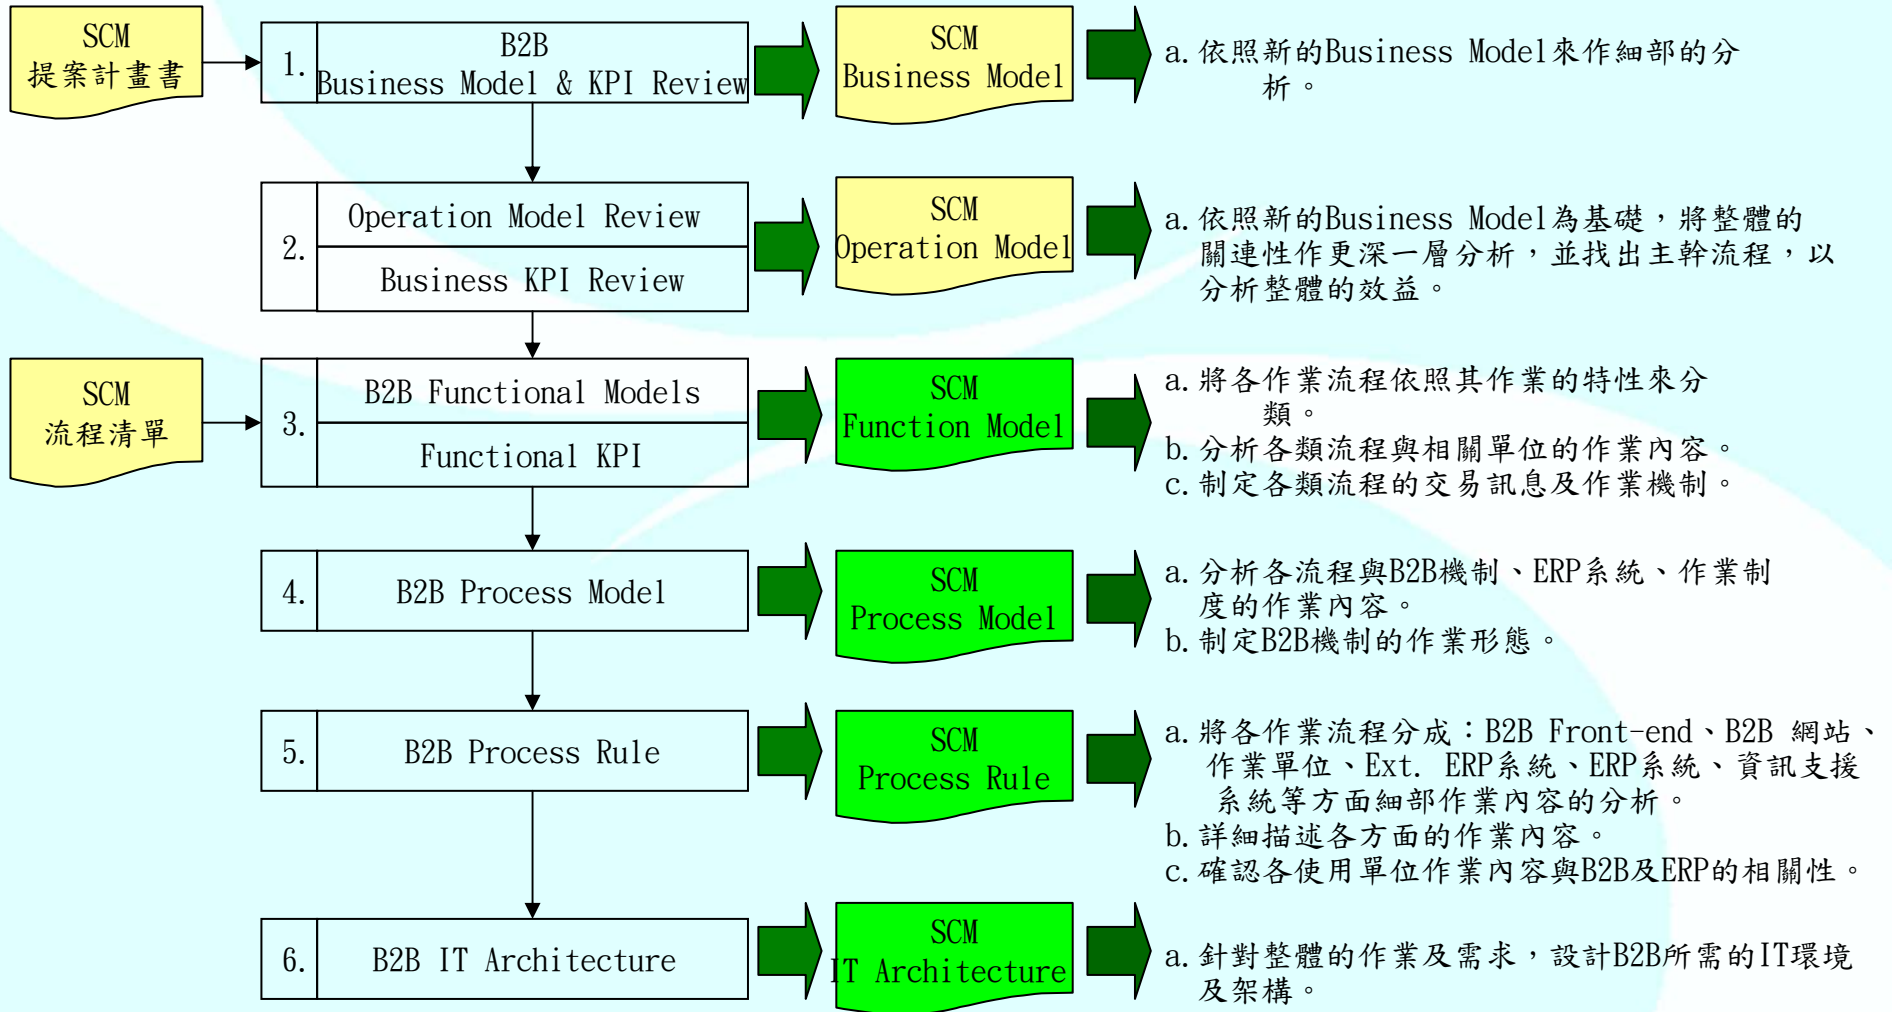 SCM
提案計畫書
1.
B2B
Business Model & KPI Review
SCM
Business Model
a.依照新的Business Model來作細部的分
析。
2.
Operation Model Review
Business KPI Review
SCM
Operation Model
a.依照新的Business Model為基礎，將整體的
關連性作更深一層分析，並找出主幹流程，以
分析整體的效益。
SCM
流程清單
3.
B2B Functional Models
Functional KPI
SCM
Function Model
a.將各作業流程依照其作業的特性來分
類。
b.分析各類流程與相關單位的作業內容。
c.制定各類流程的交易訊息及作業機制。
4.
B2B Process Model
SCM
Process Model
a.分析各流程與B2B機制、ERP系統、作業制
度的作業內容。
b.制定B2B機制的作業形態。
5.
B2B Process Rule
SCM
Process Rule
a.將各作業流程分成：B2B Front-end、B2B 網站、
作業單位、Ext. ERP系統、ERP系統、資訊支援
系統等方面細部作業內容的分析。
b.詳細描述各方面的作業內容。
c.確認各使用單位作業內容與B2B及ERP的相關性。
6.
B2B IT Architecture
SCM
IT Architecture
a.針對整體的作業及需求，設計B2B所需的IT環境
及架構。